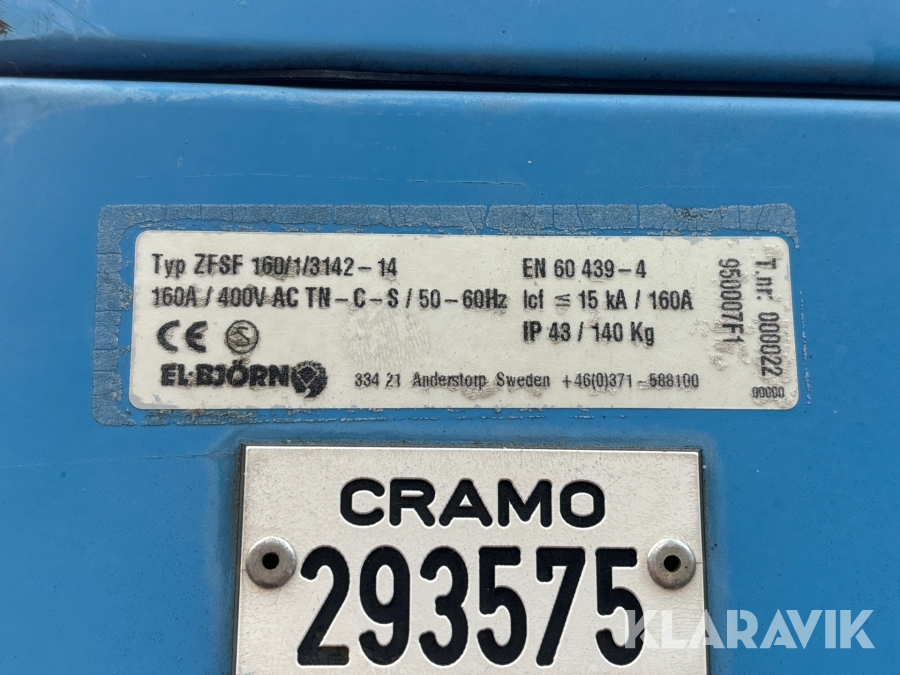 Typ ZFSF 160/1/3142-14
160A / 400V AC TN-C-S / 50-60Hz
EN 60 439-4
Icf ≤ 15 kA / 160A
IP 43 / 140 Kg
CE S
EL-BJÖRN
334 21 Anderstorp Sweden +46(0)371-588100
T.nr. 000022
950007F1
00000
CRAMO
293575
KLARAVIK